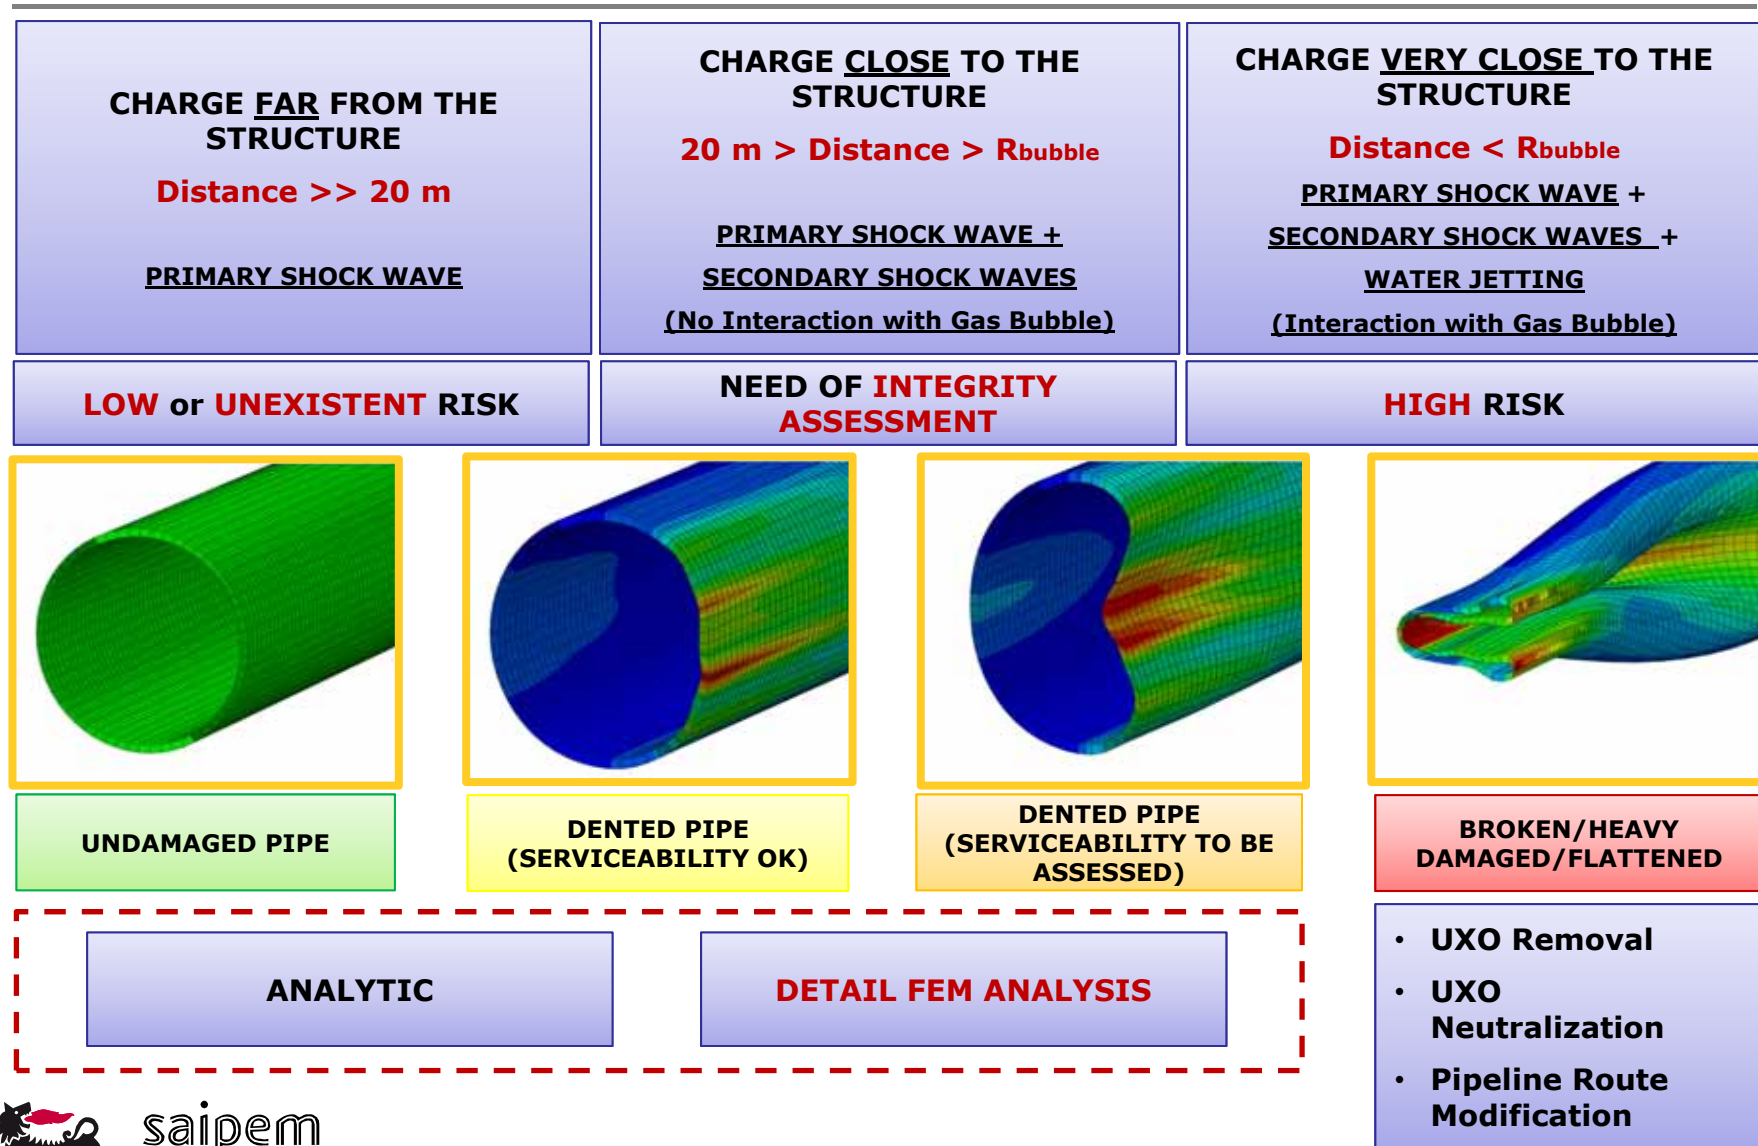 CHARGE FAR FROM THE
STRUCTURE
Distance >> 20 m
PRIMARY SHOCK WAVE
CHARGE CLOSE TO THE
STRUCTURE
20 m > Distance > Rbubble
PRIMARY SHOCK WAVE +
SECONDARY SHOCK WAVES
(No Interaction with Gas Bubble)
CHARGE VERY CLOSE TO THE
STRUCTURE
Distance < Rbubble
PRIMARY SHOCK WAVE +
SECONDARY SHOCK WAVES +
WATER JETTING
(Interaction with Gas Bubble)
LOW or UNEXISTENT RISK
NEED OF INTEGRITY
ASSESSMENT
HIGH RISK
UNDAMAGED PIPE
DENTED PIPE
(SERVICEABILITY OK)
DENTED PIPE
(SERVICEABILITY TO BE
ASSESSED)
BROKEN/HEAVY
DAMAGED/FLATTENED
ANALYTIC
DETAIL FEM ANALYSIS
• UXO Removal
• UXO
Neutralization
• Pipeline Route
Modification
saipem